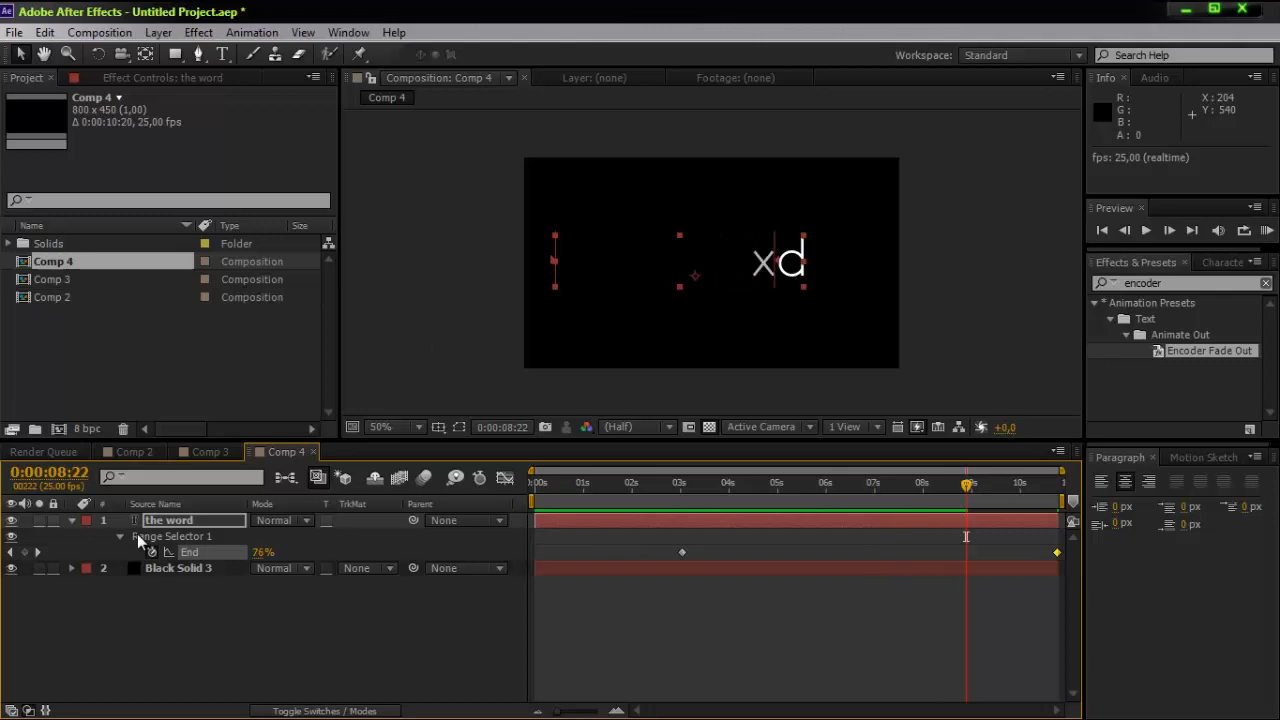 Adobe After Effects - Untitled Project.aep *
File Edit Composition Layer Effect Animation View Window Help
Workspace: Standard Search Help
Project Effect Controls: the word Composition: Comp 4 Layer: (none) Footage: (none) Info Audio
Comp 4
800 x 450 (1,00)
Δ 0:00:10:20, 25,00 fps
Comp 4
R: X: 204
G: Y: 540
B:
A: 0
fps: 25,00 (realtime)
Preview
Name Type Size
Solids Folder
Comp 4 Composition
Comp 3 Composition
Comp 2 Composition
xd
Effects & Presets Characte
encoder
* Animation Presets
Text
Animate Out
Encoder Fade Out
8 bpc
50% 0:00:08:22 (Half) Active Camera 1 View +0,0
Render Queue Comp 2 Comp 3 Comp 4
Paragraph Motion Sketch
0:00:08:22
00222 (25.00 fps)
0 px 0 px 0 px
0 px 0 px
# Source Name Mode T TrkMat Parent
0:00s 01s 02s 03s 04s 05s 06s 07s 08s 10s 1
1 the word Normal None
Range Selector 1
End 76%
2 Black Solid 3 Normal None None
Toggle Switches / Modes